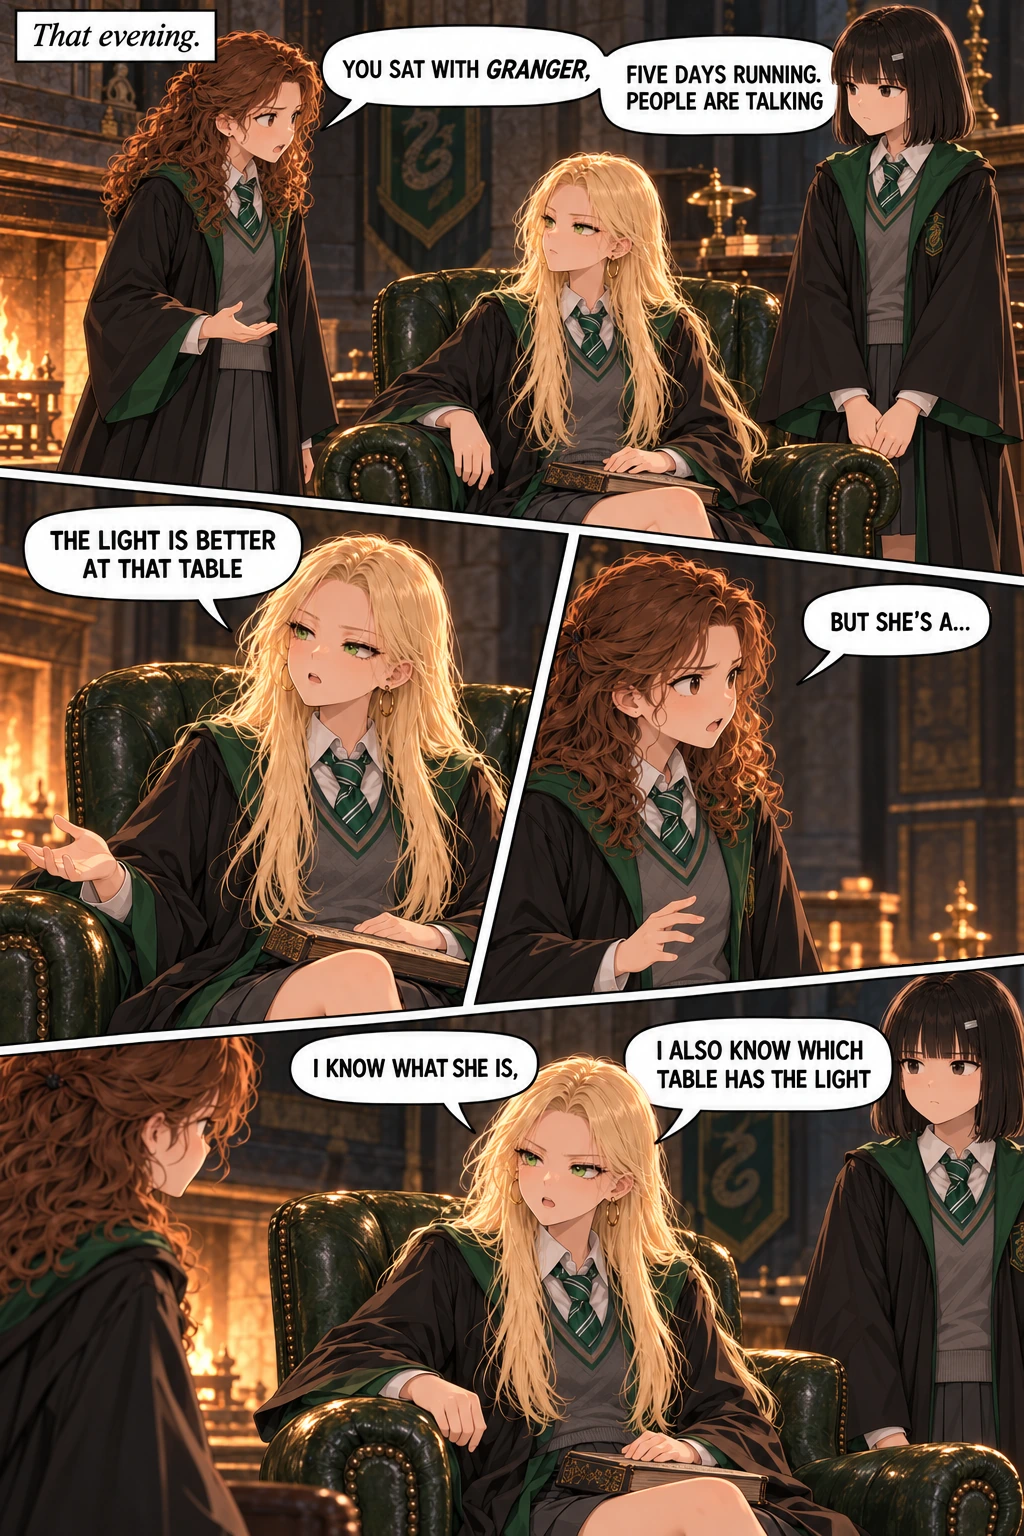 That evening.
YOU SAT WITH GRANGER,
FIVE DAYS RUNNING.
PEOPLE ARE TALKING
THE LIGHT IS BETTER
AT THAT TABLE
BUT SHE'S A...
I KNOW WHAT SHE IS,
I ALSO KNOW WHICH
TABLE HAS THE LIGHT